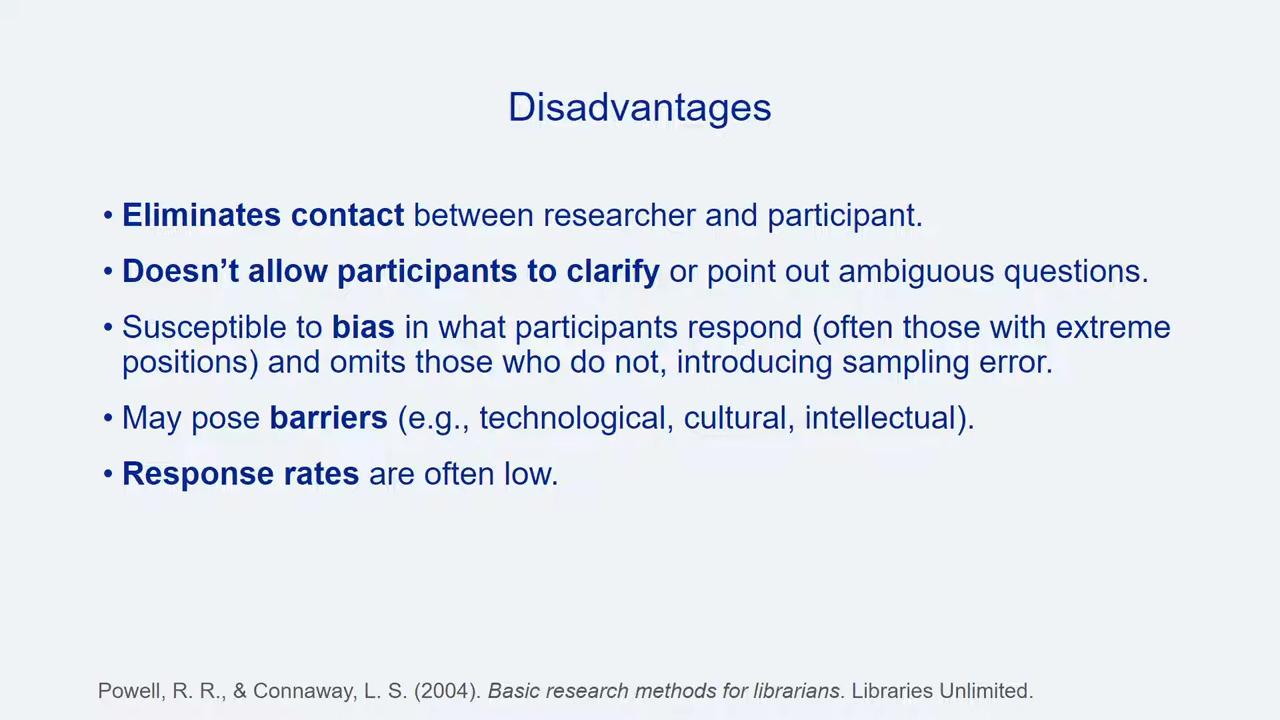 Disadvantages
• Eliminates contact between researcher and participant.
• Doesn’t allow participants to clarify or point out ambiguous questions.
• Susceptible to bias in what participants respond (often those with extreme
positions) and omits those who do not, introducing sampling error.
• May pose barriers (e.g., technological, cultural, intellectual).
• Response rates are often low.
Powell, R. R., & Connaway, L. S. (2004). Basic research methods for librarians. Libraries Unlimited.